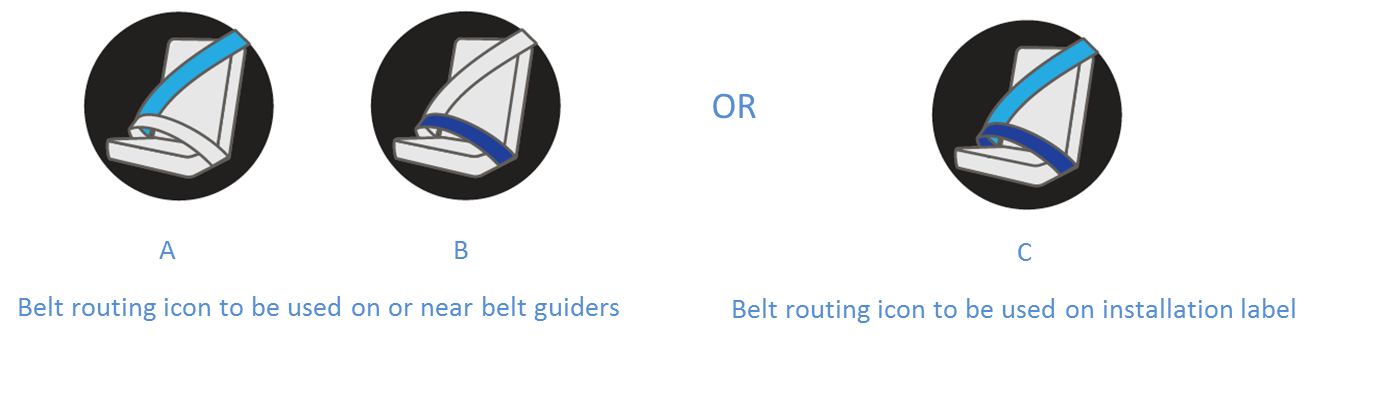 OR
A
B
C
Belt routing icon to be used on or near belt guiders
Belt routing icon to be used on installation label